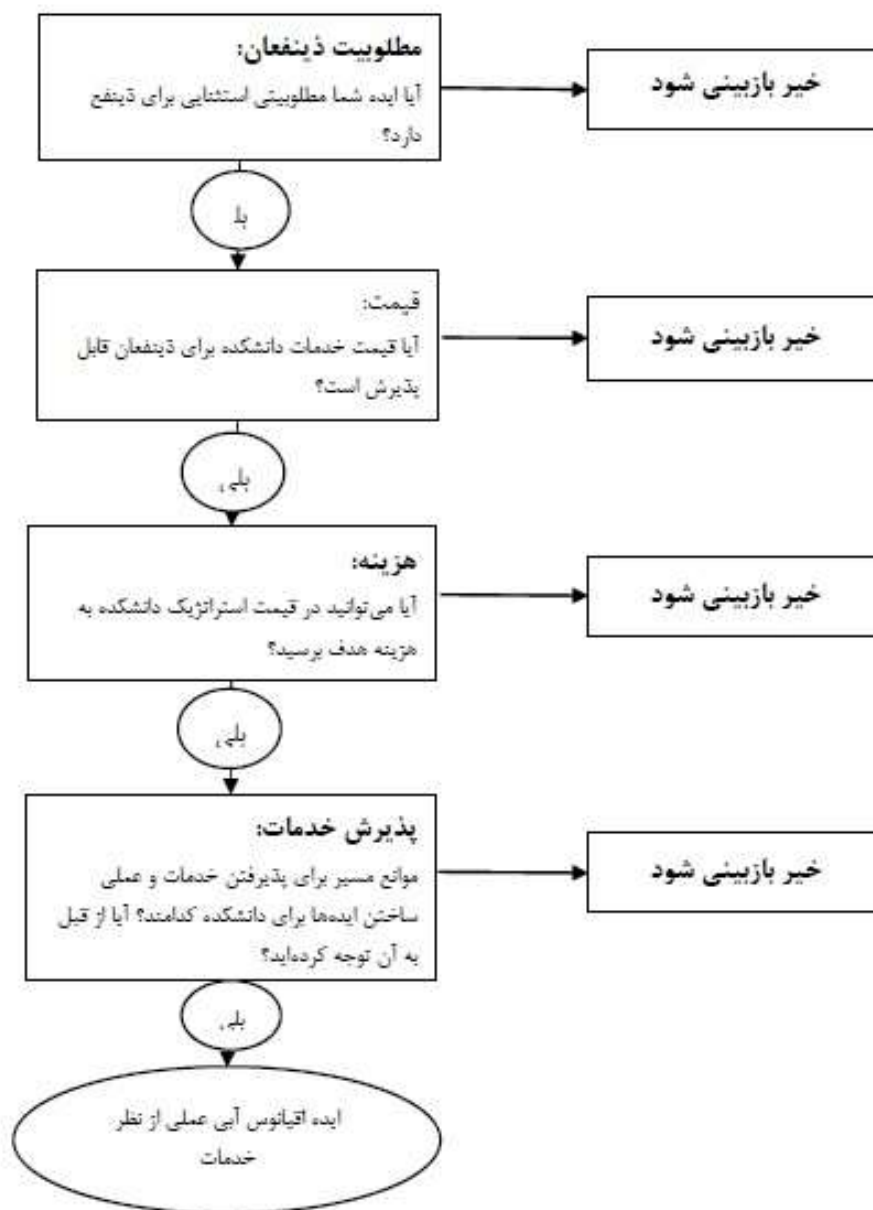 مطلوبیت ذینفعان:
آیا ایده شما مطلوبیتی استثنایی برای ذینفع
دارد؟
خیر بازبینی شود
بلی
قیمت:
آیا قیمت خدمات دانشکده برای ذینفعان قابل
پذیرش است؟
خیر بازبینی شود
بلی
هزینه:
آیا می‌توانید در قیمت استراتژیک دانشکده به
هزینه هدف برسید؟
خیر بازبینی شود
بلی
پذیرش خدمات:
موانع مسیر برای پذیرفتن خدمات و عملی
ساختن ایده‌ها برای دانشکده کدامند؟ آیا از قبل
به آن توجه کرده‌اید؟
خیر بازبینی شود
بلی
ایده اقیانوس آبی عملی از نظر
خدمات